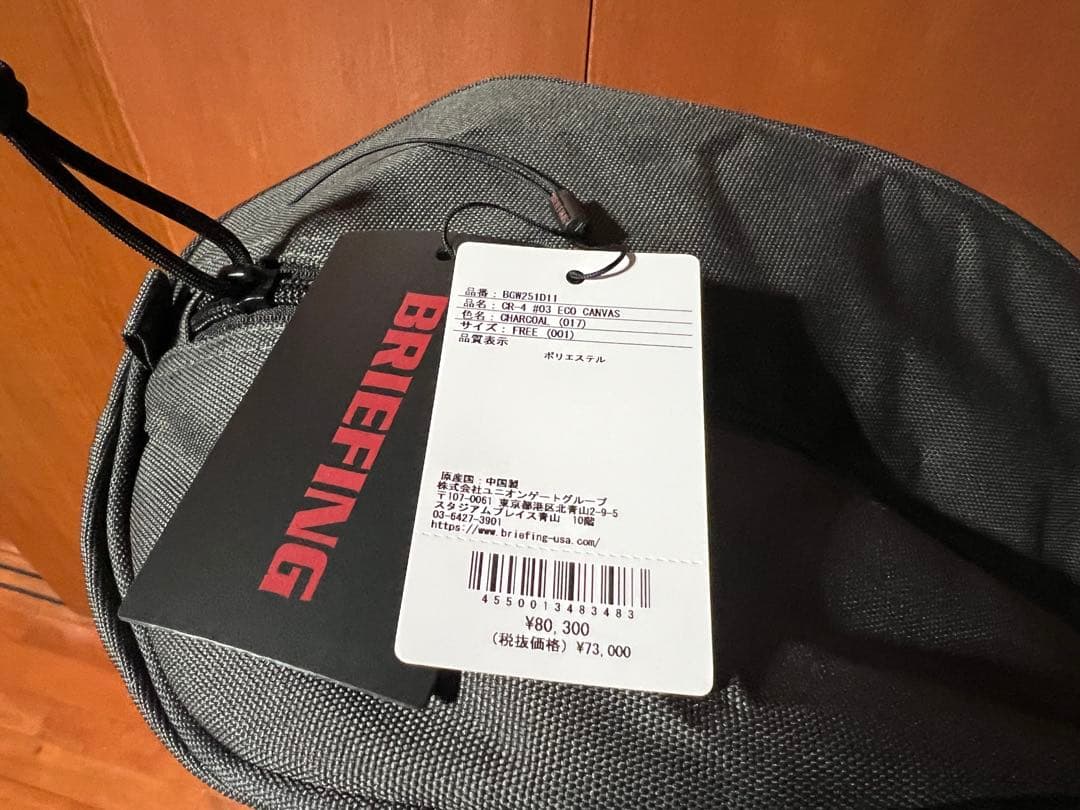 BRIEFING
品番 : BGW251D11
品名 : CR-4 #03 ECO CANVAS
色名 : CHARCOAL (017)
サイズ : FREE (001)
品質表示
ポリエステル
原産国 : 中国製
株式会社ユニオンゲートグループ
〒107-0061 東京都港区北青山2-9-5
スタジアムプレイス青山 10階
03-6427-3901
https://www.briefing-usa.com/
4550013483483
¥80,300
(税抜価格) ¥73,000